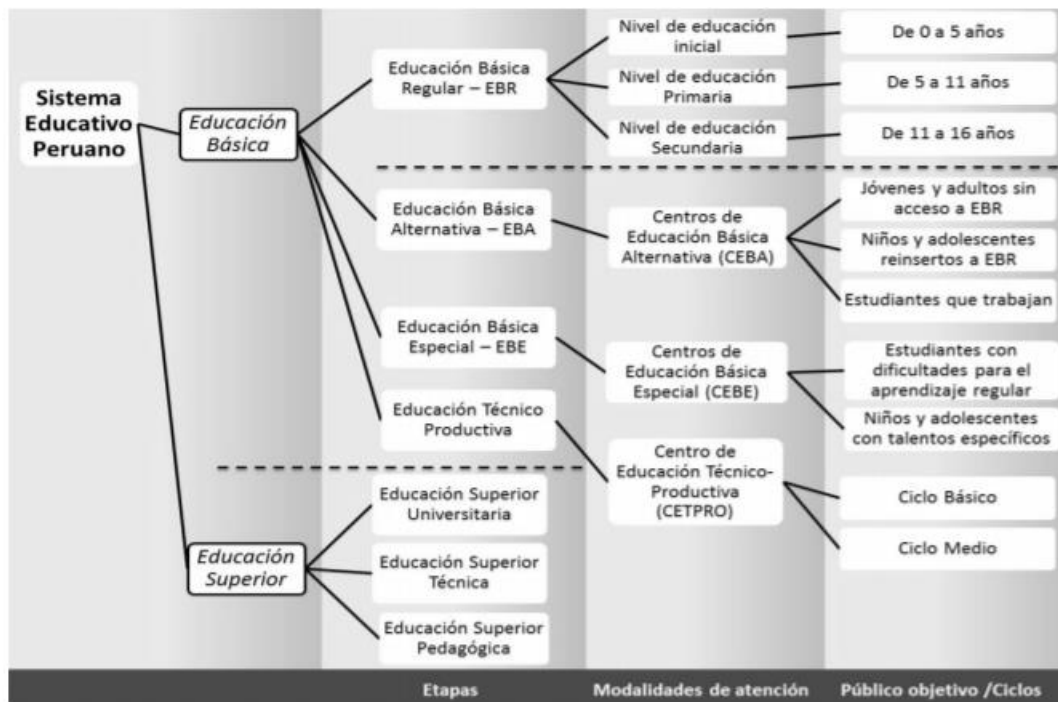 Sistema
Educativo
Peruano
Educación
Básica
Educación Básica
Regular – EBR
Nivel de educación
inicial
De 0 a 5 años
Nivel de educación
Primaria
De 5 a 11 años
Nivel de educación
Secundaria
De 11 a 16 años
Educación Básica
Alternativa – EBA
Centros de
Educación Básica
Alternativa (CEBA)
Jóvenes y adultos sin
acceso a EBR
Niños y adolescentes
reinsertos a EBR
Estudiantes que trabajan
Educación Básica
Especial – EBE
Centros de
Educación Básica
Especial (CEBE)
Estudiantes con
dificultades para el
aprendizaje regular
Niños y adolescentes
con talentos específicos
Educación Técnico
Productiva
Centro de
Educación Técnico-
Productiva
(CETPRO)
Ciclo Básico
Ciclo Medio
Educación
Superior
Educación Superior
Universitaria
Educación Superior
Técnica
Educación Superior
Pedagógica
Etapas
Modalidades de atención
Público objetivo /Ciclos